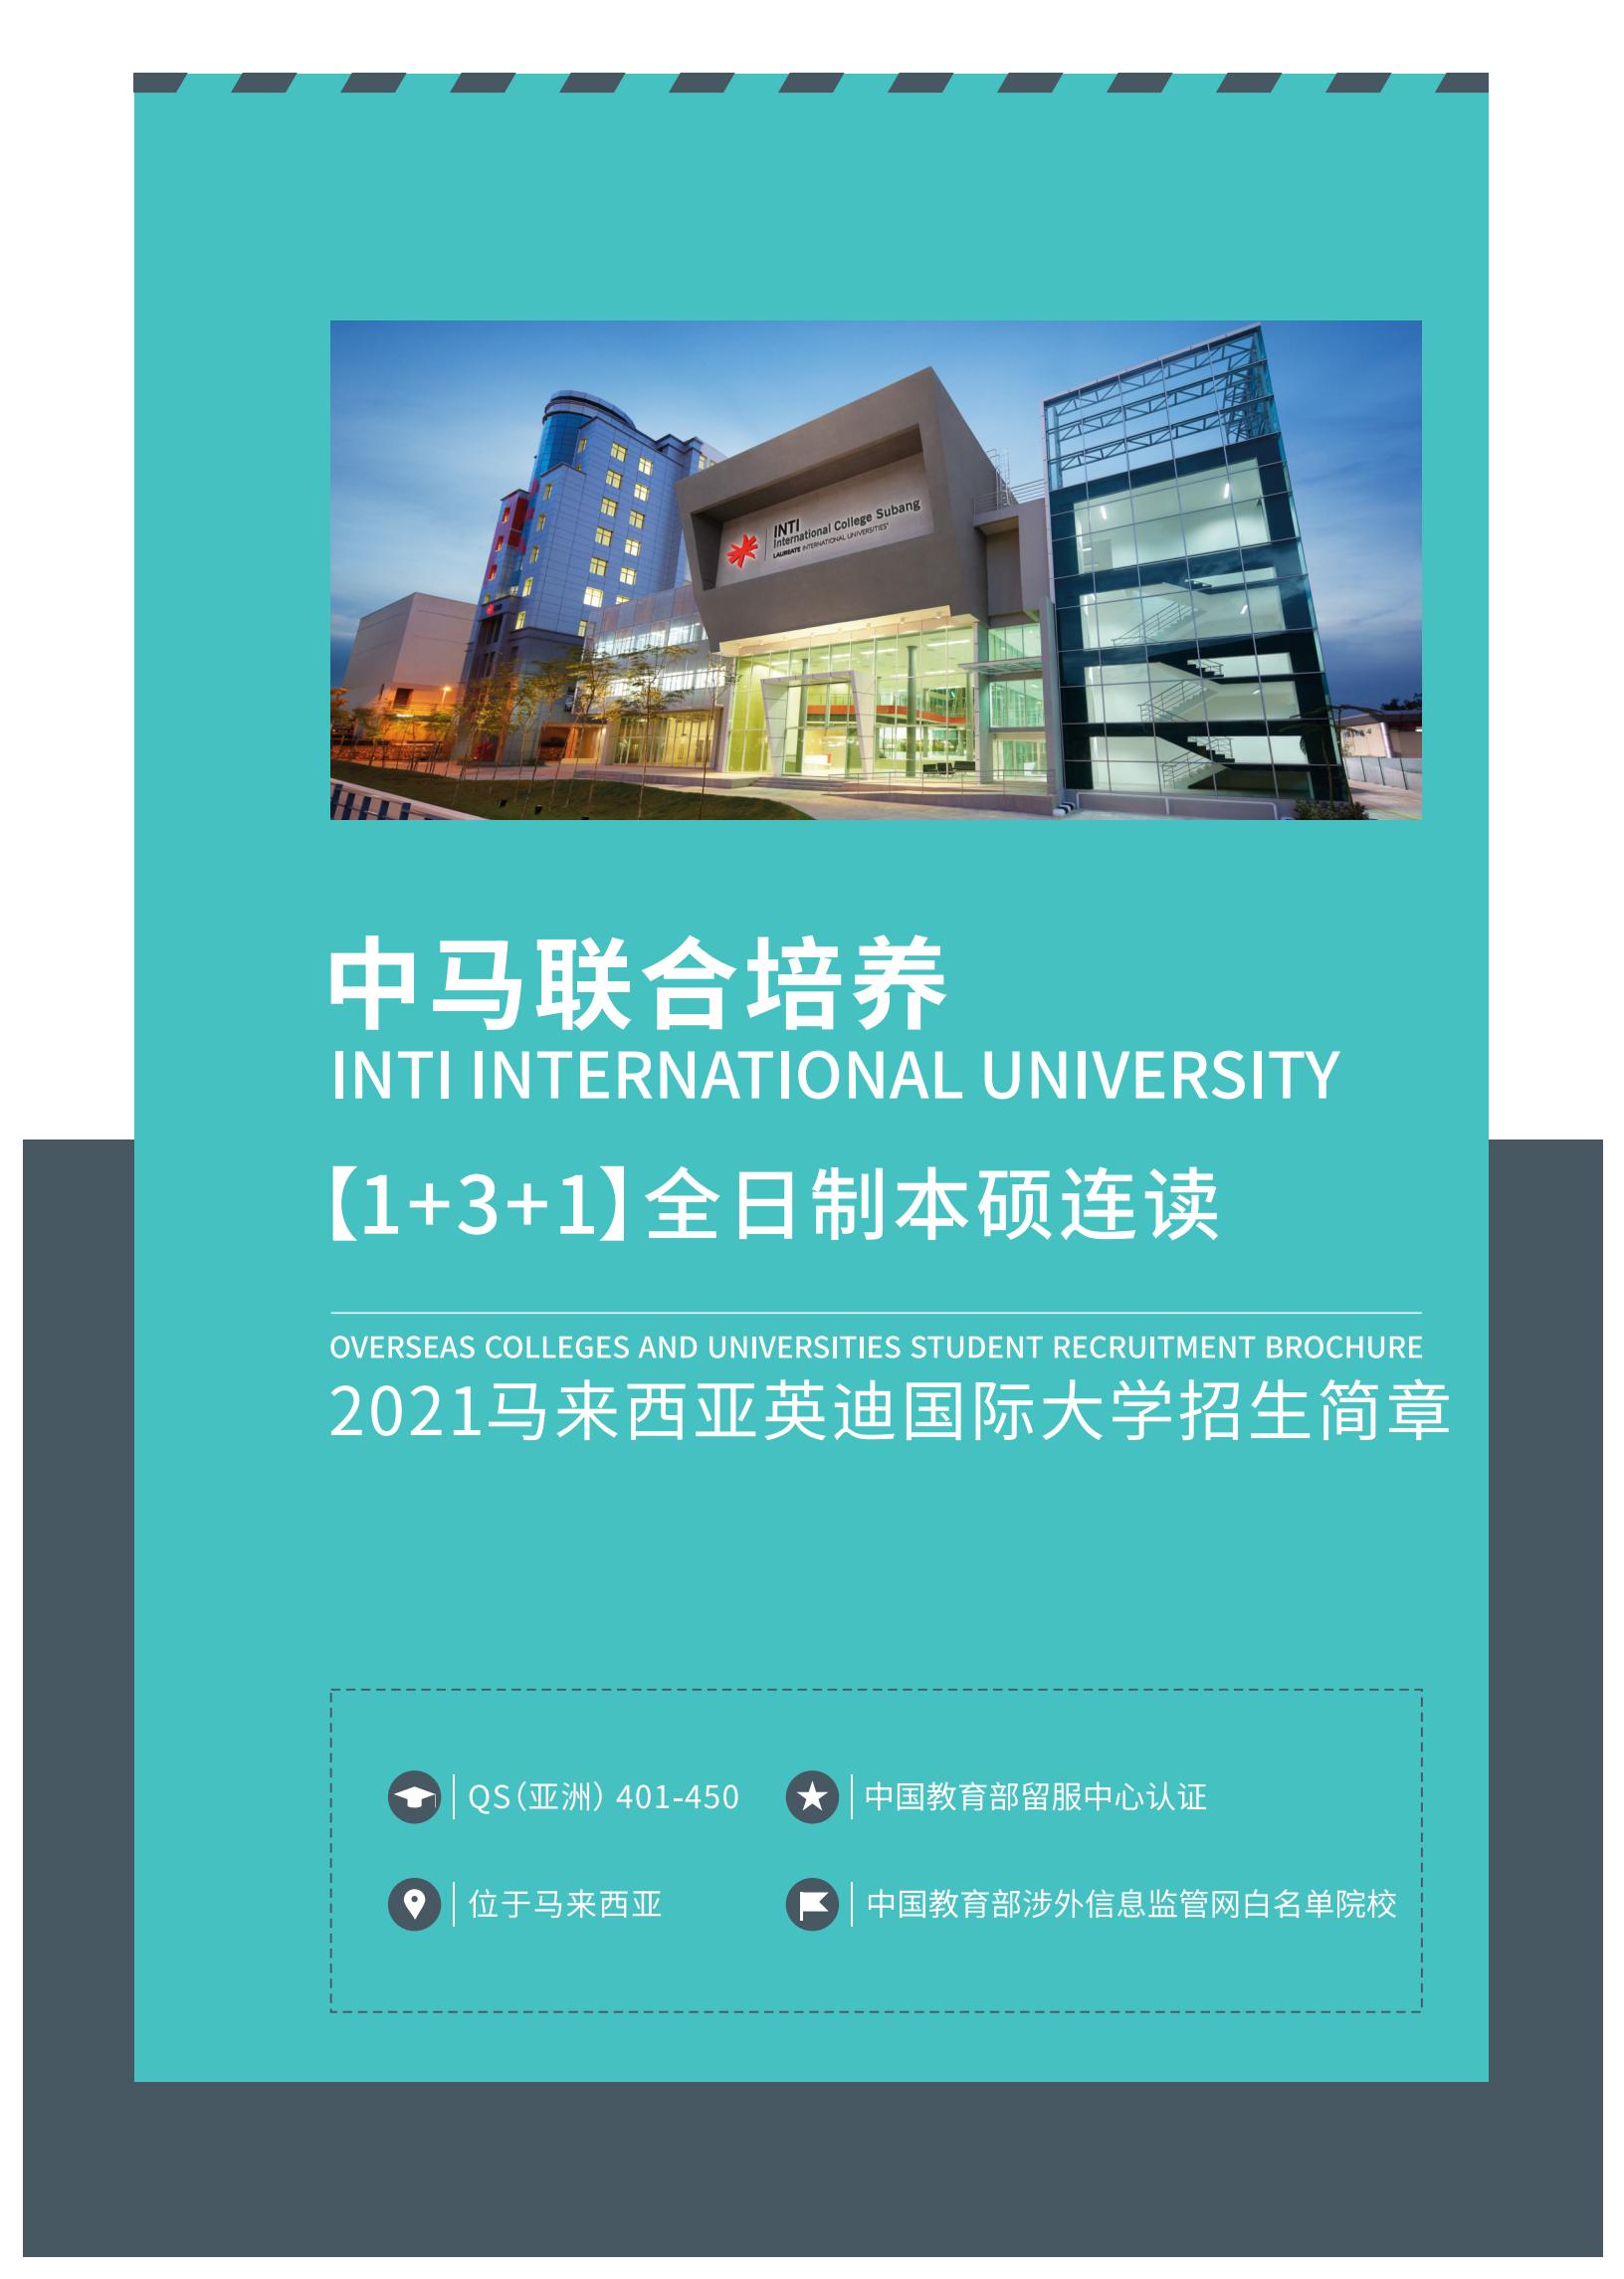 INTI
International College Subang
LAUREATE INTERNATIONAL UNIVERSITIES
中马联合培养
INTI INTERNATIONAL UNIVERSITY
【1+3+1】全日制本硕连读
OVERSEAS COLLEGES AND UNIVERSITIES STUDENT RECRUITMENT BROCHURE
2021马来西亚英迪国际大学招生简章
QS(亚洲) 401-450
中国教育部留服中心认证
位于马来西亚
中国教育部涉外信息监管网白名单院校